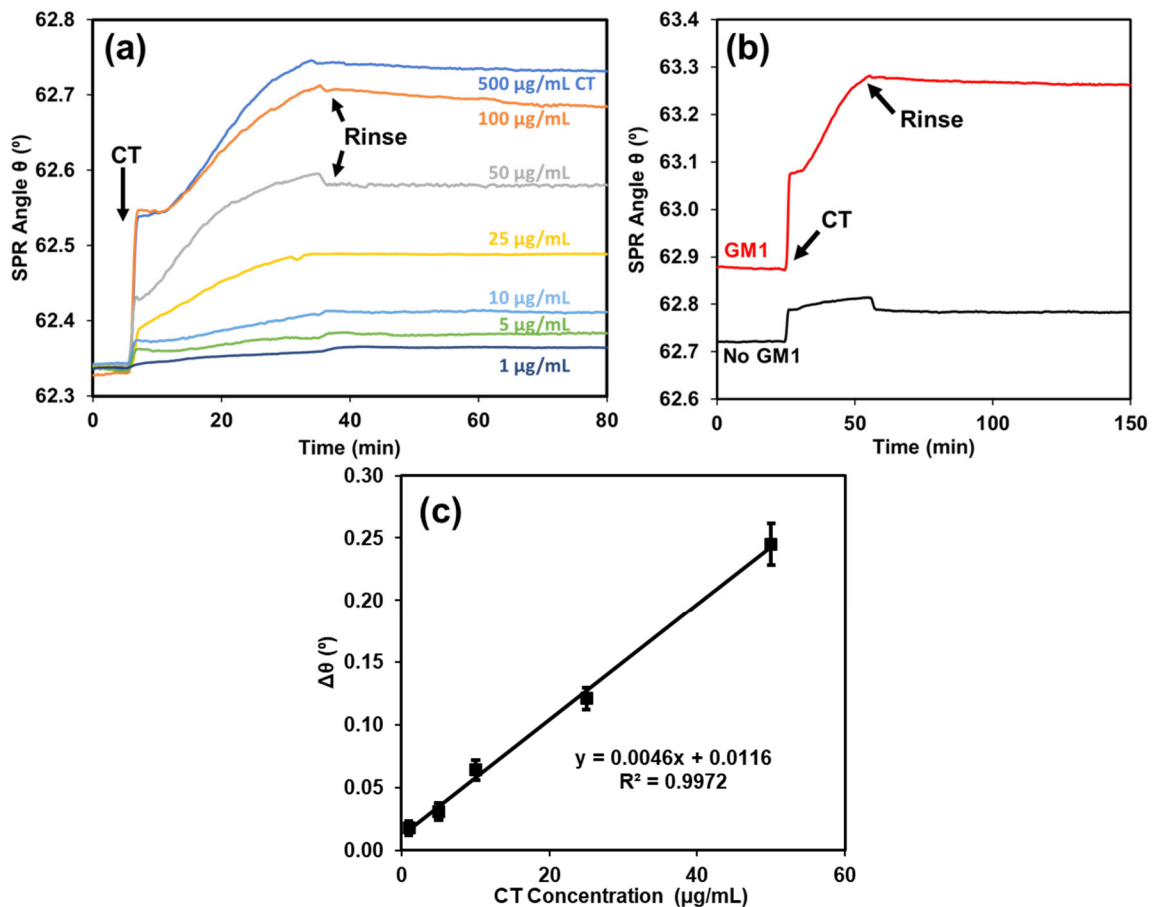 (a)
62.8
62.7
62.6
62.5
62.4
62.3
SPR Angle θ (º)
0
20
40
60
80
Time (min)
CT
Rinse
500 µg/mL CT
100 µg/mL
50 µg/mL
25 µg/mL
10 µg/mL
5 µg/mL
1 µg/mL
(b)
63.4
63.3
63.2
63.1
63.0
62.9
62.8
62.7
62.6
SPR Angle θ (º)
0
50
100
150
Time (min)
Rinse
CT
GM1
No GM1
(c)
0.30
0.25
0.20
0.15
0.10
0.05
0.00
Δθ (º)
y = 0.0046x + 0.0116
R² = 0.9972
0
20
40
60
CT Concentration (µg/mL)